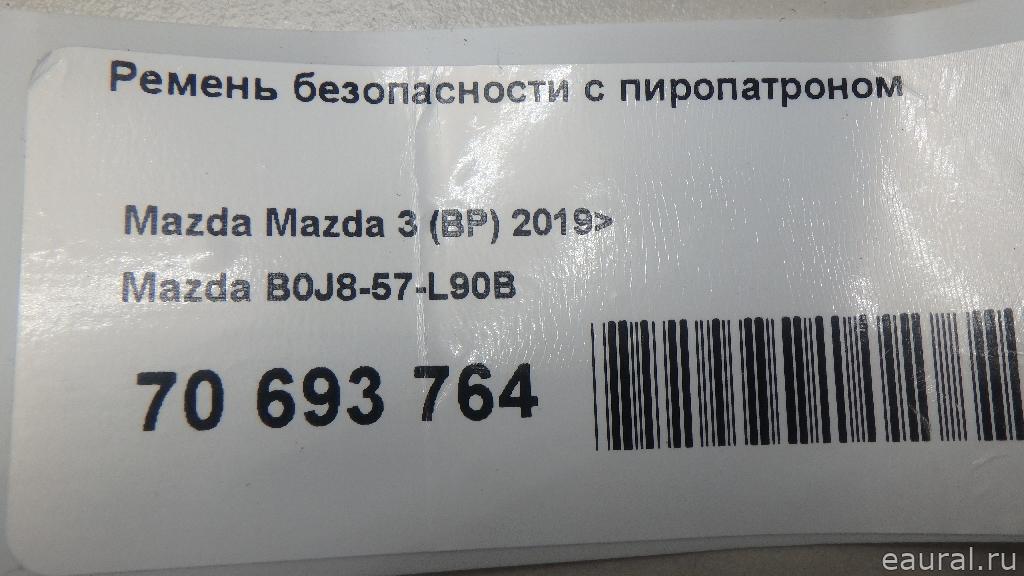 Ремень безопасности с пиропатроном
Mazda Mazda 3 (BP) 2019>
Mazda B0J8-57-L90B
70 693 764
eaural.ru